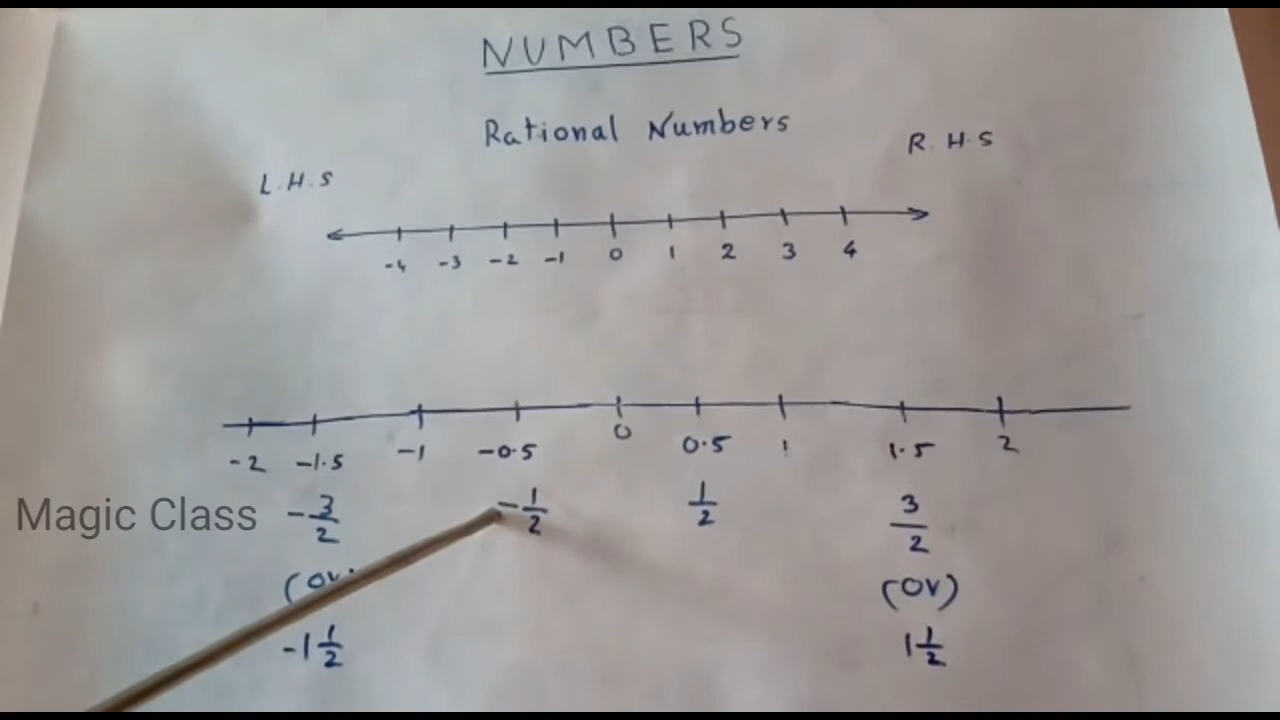 NUMBERS
Rational Numbers
R. H. S
L. H. S
-4 -3 -2 -1 0 1 2 3 4
-2 -1.5 -1 -0.5 0 0.5 1 1.5 2
Magic Class
-3/2 -1/2 1/2 3/2
(or (or)
-1 1/2 1 1/2